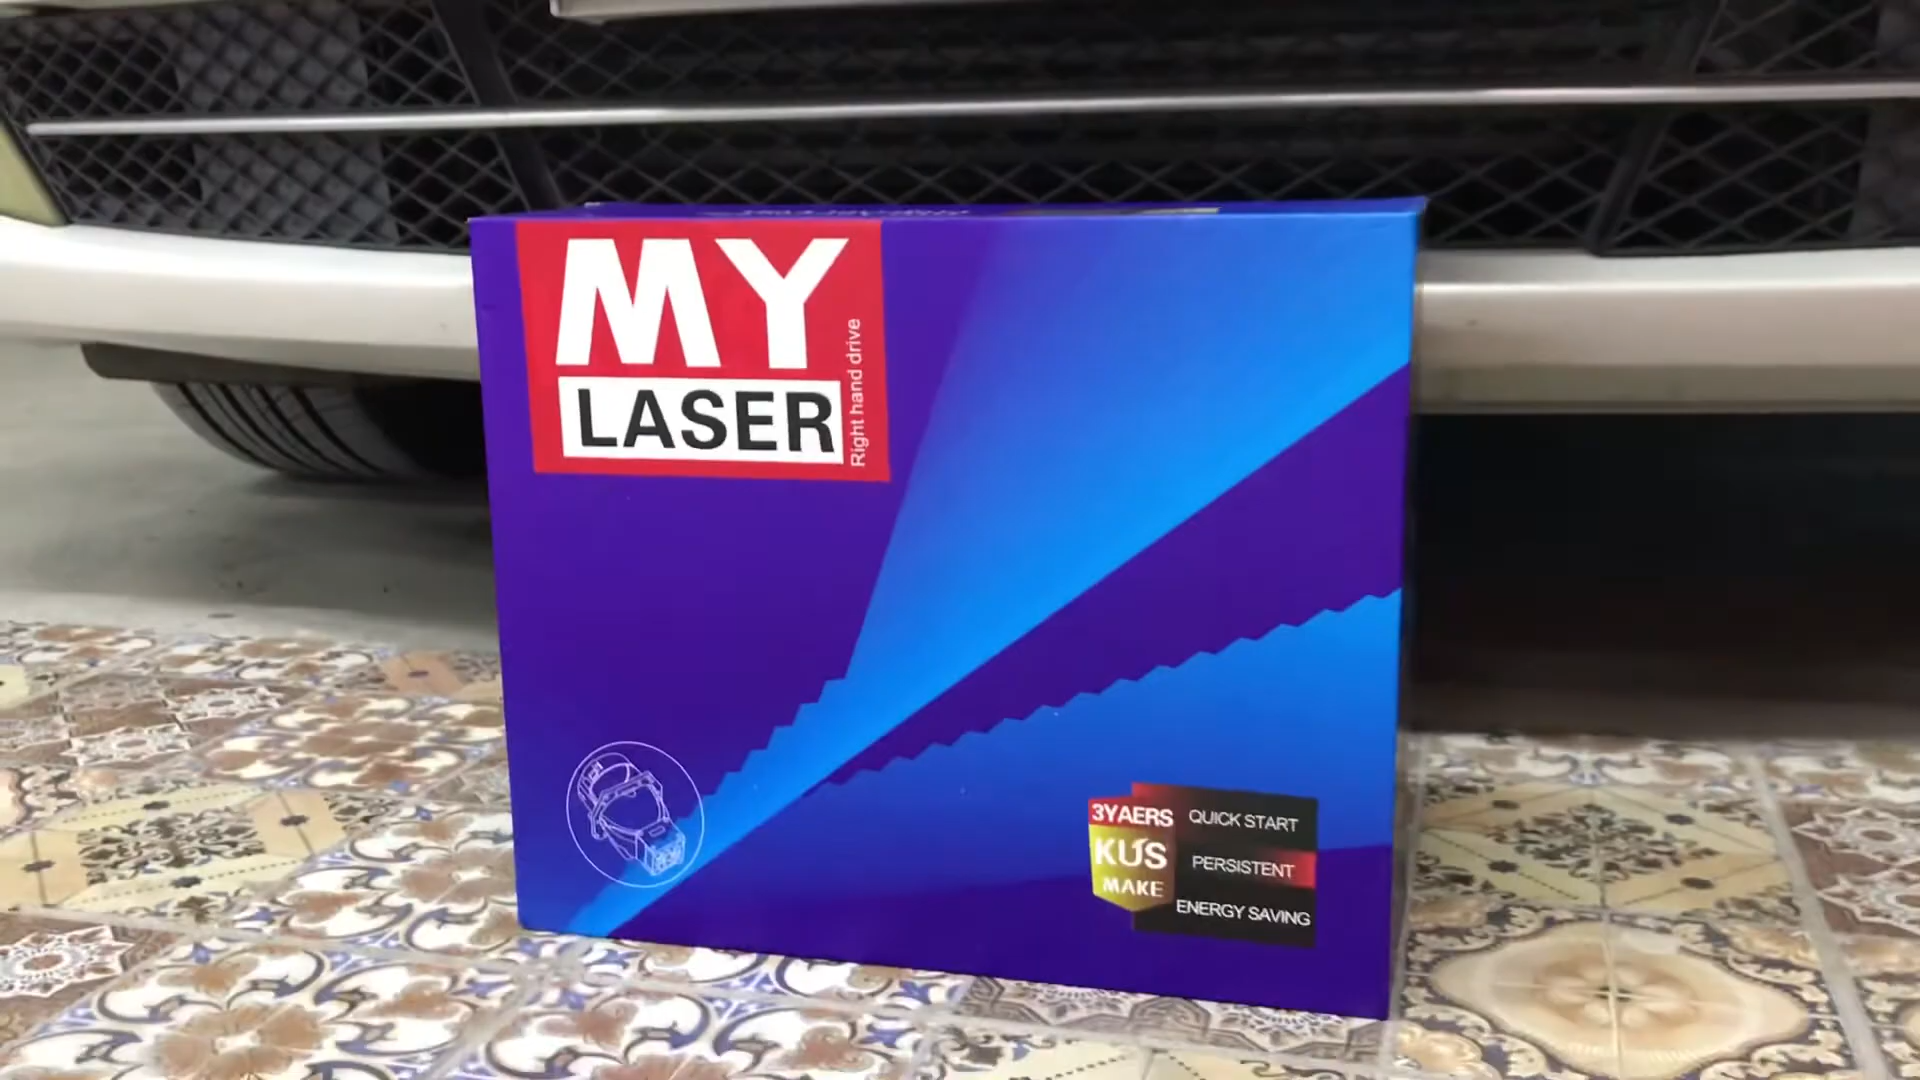 MY
LASER
Right hand drive
3YAERS
KUS
MAKE
QUICK START
PERSISTENT
ENERGY SAVING